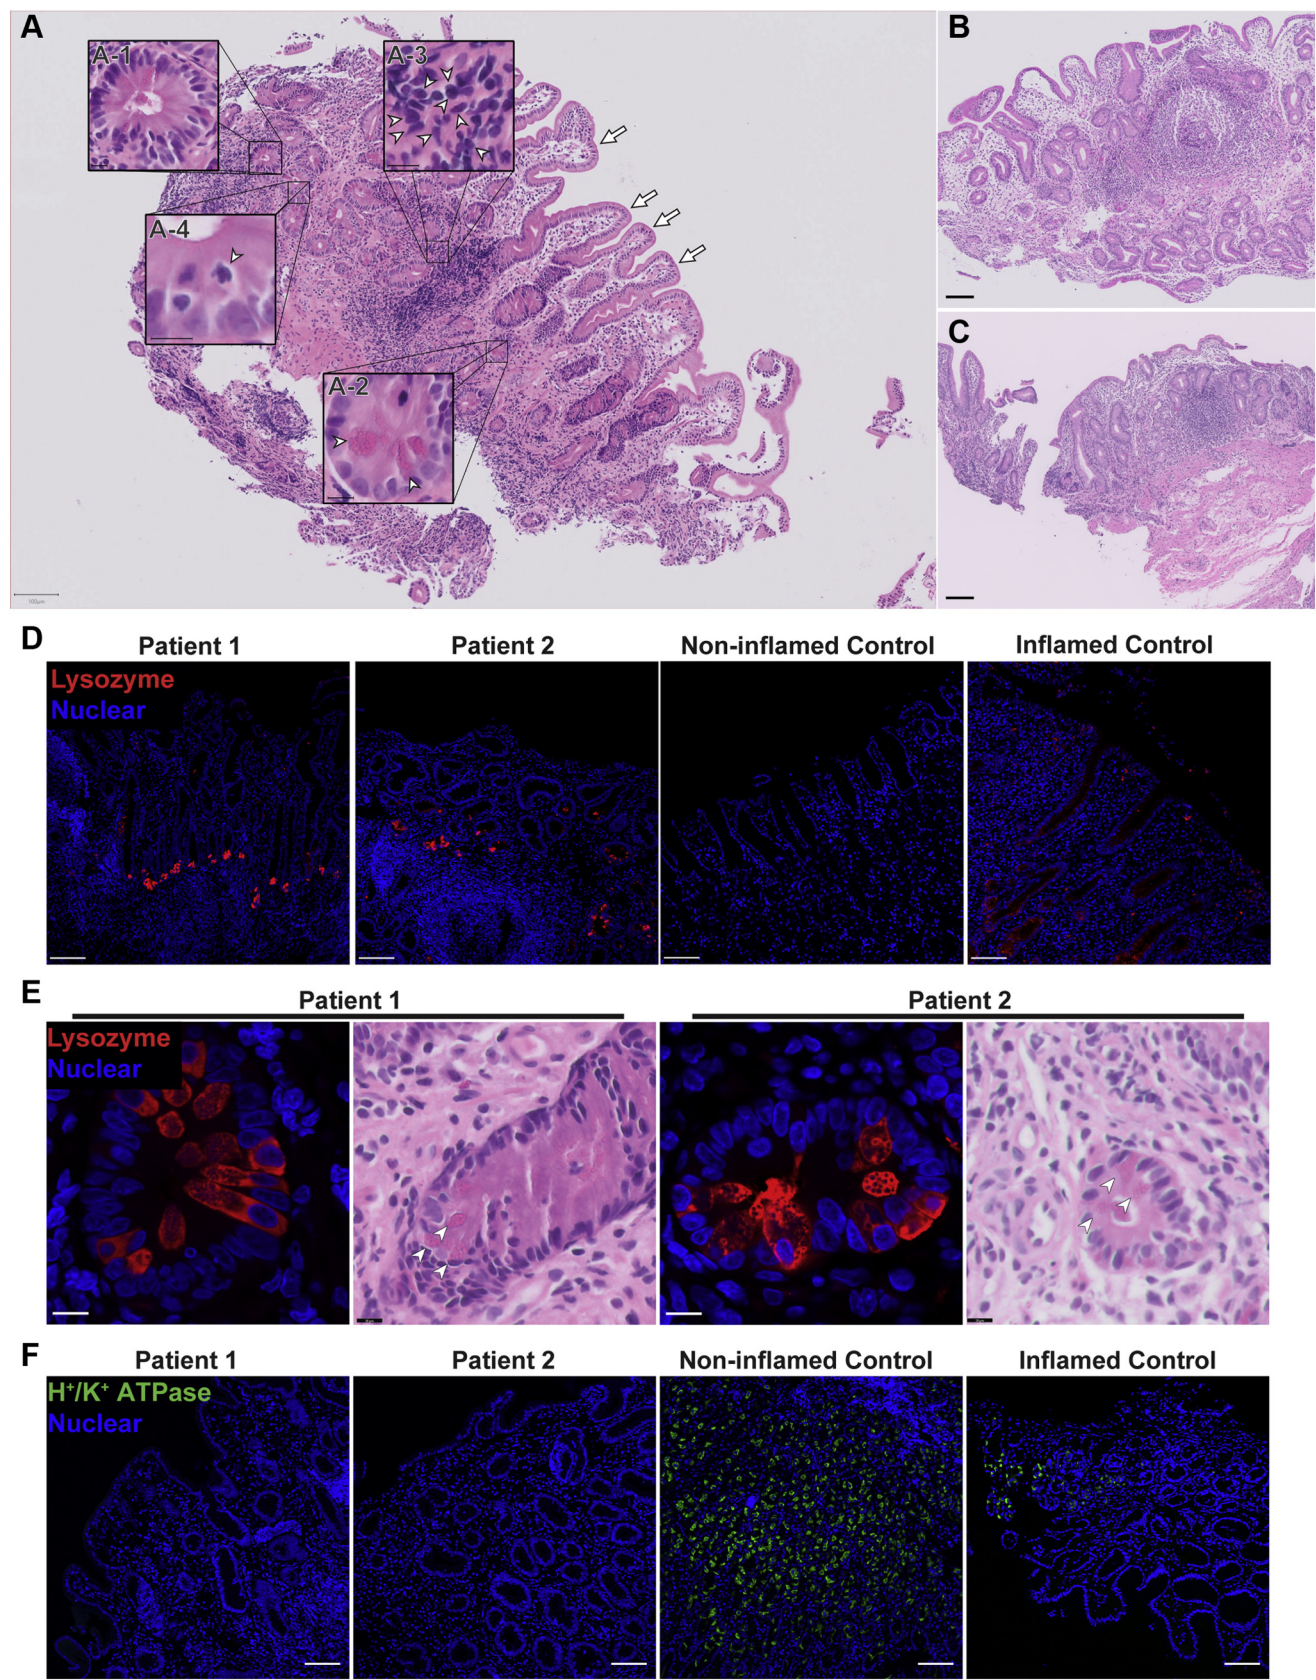 A
A-1
A-3
A-4
A-2
100µm
B
C
D
Patient 1
Patient 2
Non-inflamed Control
Inflamed Control
Lysozyme
Nuclear
E
Patient 1
Patient 2
Lysozyme
Nuclear
F
Patient 1
Patient 2
Non-inflamed Control
Inflamed Control
H⁺/K⁺ ATPase
Nuclear